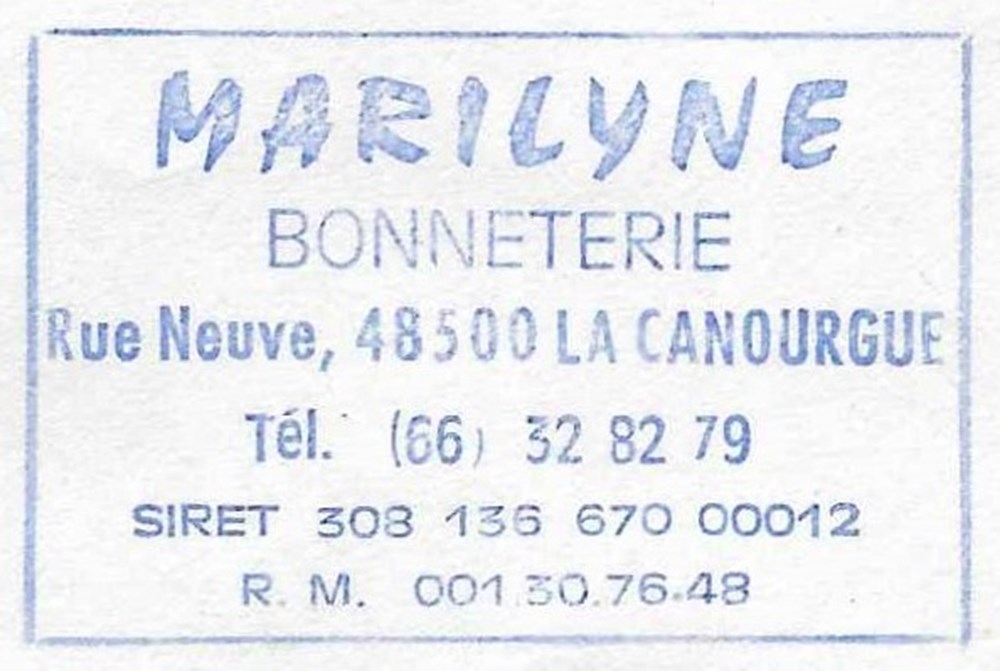 MARILYNE
BONNETERIE
Rue Neuve, 48500 LA CANOURGUE
Tél. (66) 32 82 79
SIRET 308 136 670 00012
R. M. 001.30.76.48